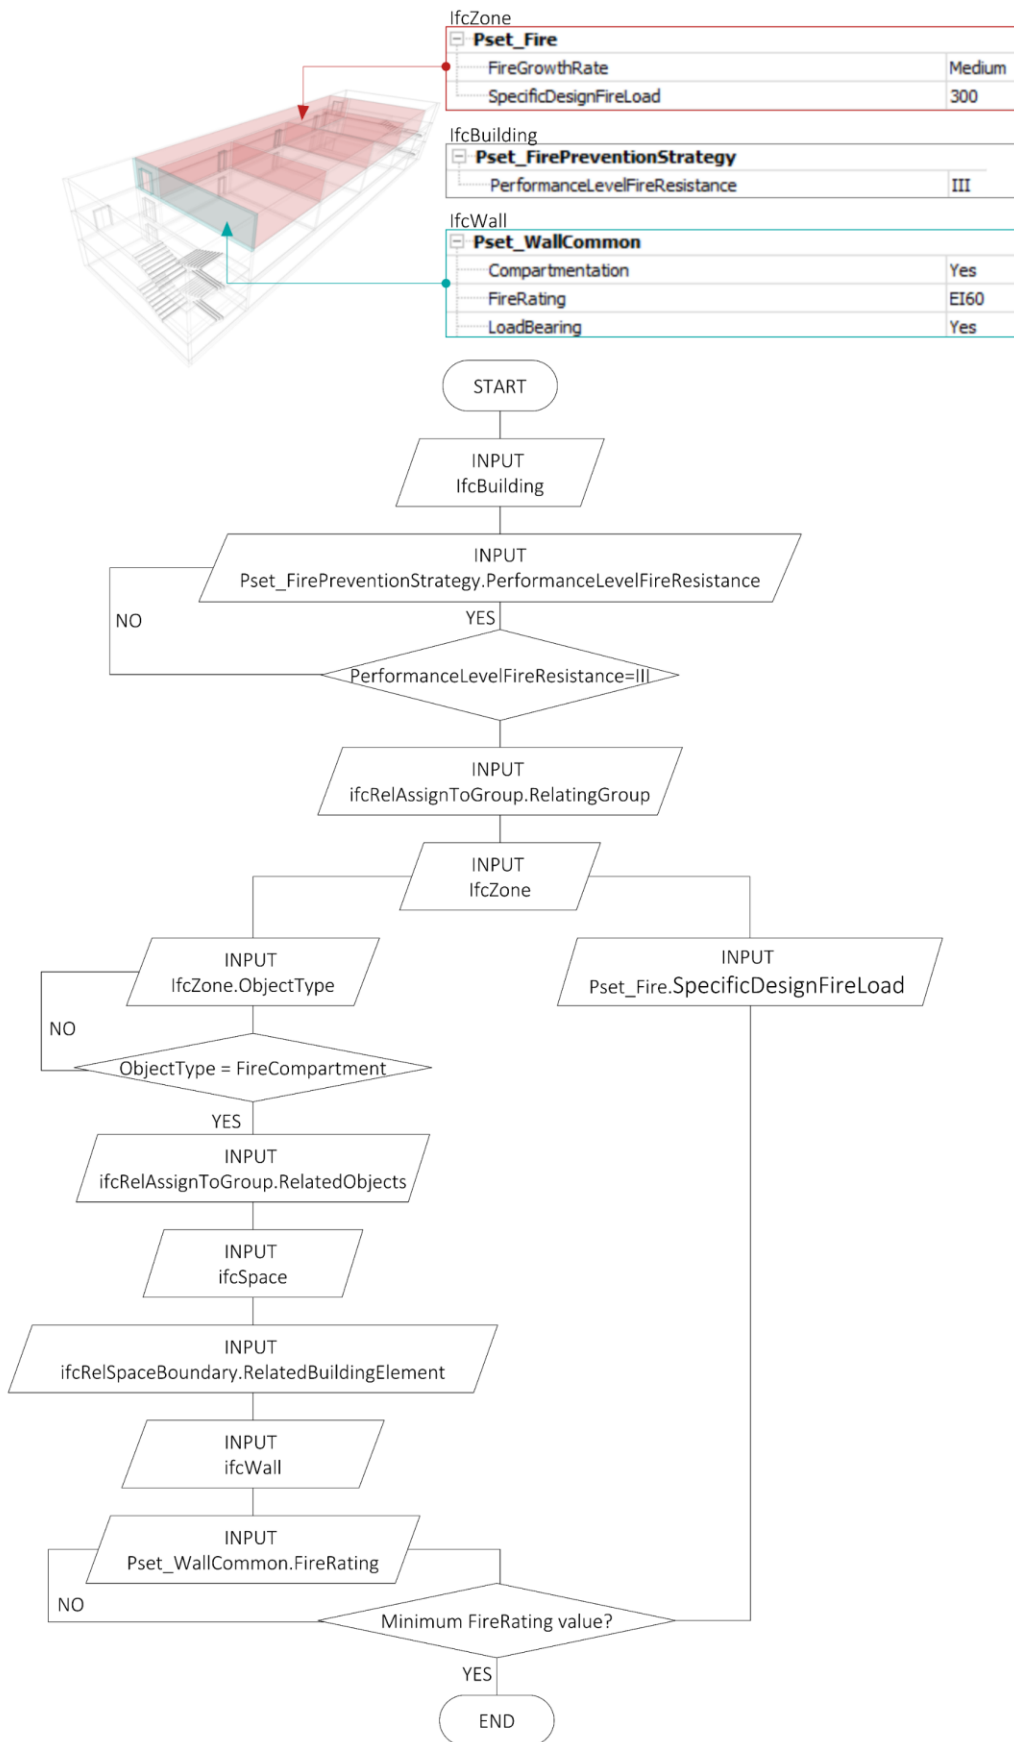 IfcZone
Pset_Fire
FireGrowthRate Medium
SpecificDesignFireLoad 300
IfcBuilding
Pset_FirePreventionStrategy
PerformanceLevelFireResistance III
IfcWall
Pset_WallCommon
Compartmentation Yes
FireRating EI60
LoadBearing Yes
START
INPUT
IfcBuilding
INPUT
Pset_FirePreventionStrategy.PerformanceLevelFireResistance
NO
YES
PerformanceLevelFireResistance=III
INPUT
ifcRelAssignToGroup.RelatingGroup
INPUT
IfcZone
INPUT
IfcZone.ObjectType
INPUT
Pset_Fire.SpecificDesignFireLoad
NO
ObjectType = FireCompartment
YES
INPUT
ifcRelAssignToGroup.RelatedObjects
INPUT
ifcSpace
INPUT
ifcRelSpaceBoundary.RelatedBuildingElement
INPUT
ifcWall
INPUT
Pset_WallCommon.FireRating
NO
Minimum FireRating value?
YES
END